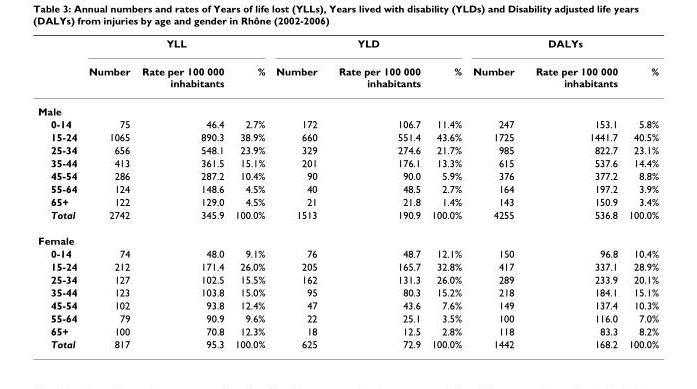 Table 3: Annual numbers and rates of Years of life lost (YLLs), Years lived with disability (YLDs) and Disability adjusted life years
(DALYs) from injuries by age and gender in Rhône (2002-2006)
YLL YLD DALYs
Number Rate per 100 000 % Number Rate per 100 000 % Number Rate per 100 000 %
inhabitants inhabitants inhabitants
Male
0-14 75 46.4 2.7% 172 106.7 11.4% 247 153.1 5.8%
15-24 1065 890.3 38.9% 660 551.4 43.6% 1725 1441.7 40.5%
25-34 656 548.1 23.9% 329 274.6 21.7% 985 822.7 23.1%
35-44 413 361.5 15.1% 201 176.1 13.3% 615 537.6 14.4%
45-54 286 287.2 10.4% 90 90.0 5.9% 376 377.2 8.8%
55-64 124 148.6 4.5% 40 48.5 2.7% 164 197.2 3.9%
65+ 122 129.0 4.5% 21 21.8 1.4% 143 150.9 3.4%
Total 2742 345.9 100.0% 1513 190.9 100.0% 4255 536.8 100.0%
Female
0-14 74 48.0 9.1% 76 48.7 12.1% 150 96.8 10.4%
15-24 212 171.4 26.0% 205 165.7 32.8% 417 337.1 28.9%
25-34 127 102.5 15.5% 162 131.3 26.0% 289 233.9 20.1%
35-44 123 103.8 15.0% 95 80.3 15.2% 218 184.1 15.1%
45-54 102 93.8 12.4% 47 43.6 7.6% 149 137.4 10.3%
55-64 79 90.9 9.6% 22 25.1 3.5% 100 116.0 7.0%
65+ 100 70.8 12.3% 18 12.5 2.8% 118 83.3 8.2%
Total 817 95.3 100.0% 625 72.9 100.0% 1442 168.2 100.0%